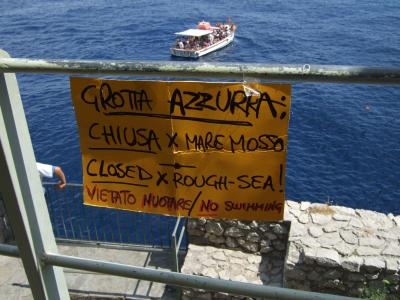 GROTTA AZZURRA:
CHIUSA X MARE MOSSO
CLOSED X ROUGH-SEA!
VIETATO NUOTARE/NO SWIMMING